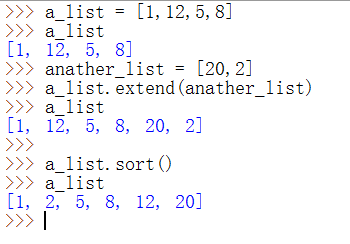 >>> a_list = [1,12,5,8]
>>> a_list
[1, 12, 5, 8]
>>> anather_list = [20,2]
>>> a_list.extend(anather_list)
>>> a_list
[1, 12, 5, 8, 20, 2]
>>>
>>> a_list.sort()
>>> a_list
[1, 2, 5, 8, 12, 20]
>>>